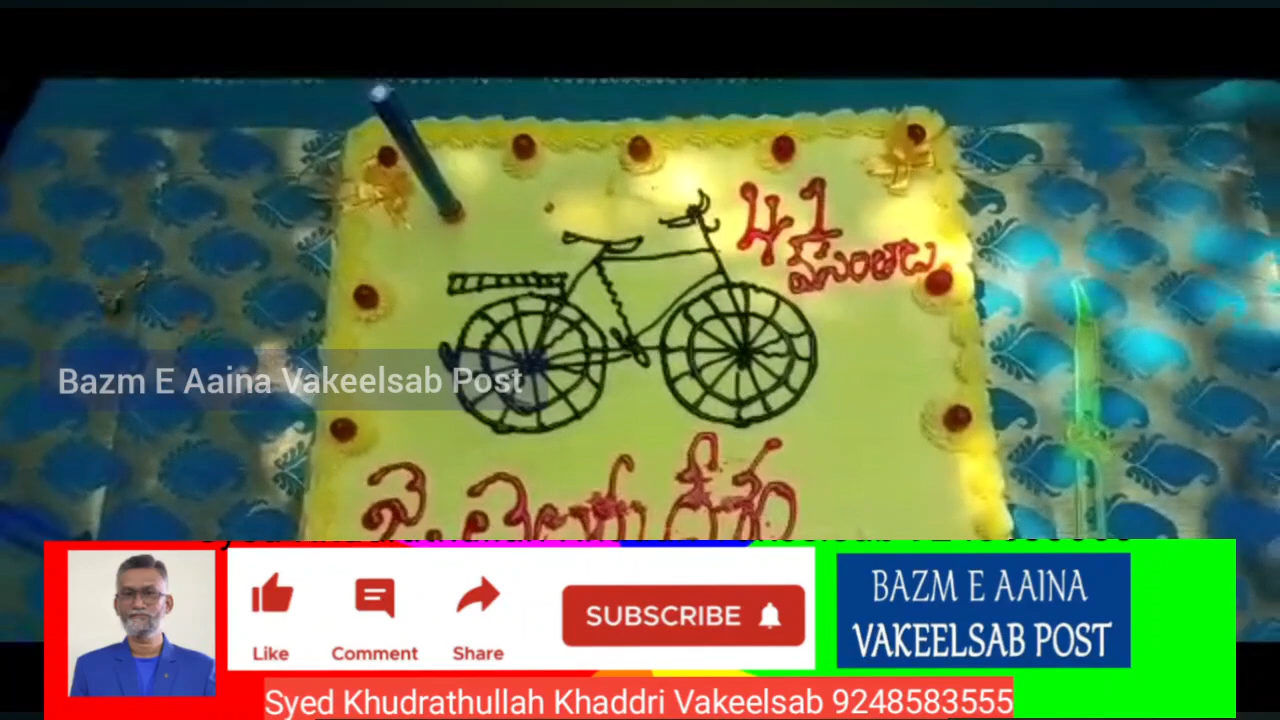 41
వసంతాలు
Bazm E Aaina Vakeelsab Post
జై తెలుగు దేశం
Like
Comment
Share
SUBSCRIBE
BAZM E AAINA
VAKEELSAB POST
Syed Khudrathullah Khaddri Vakeelsab 9248583555